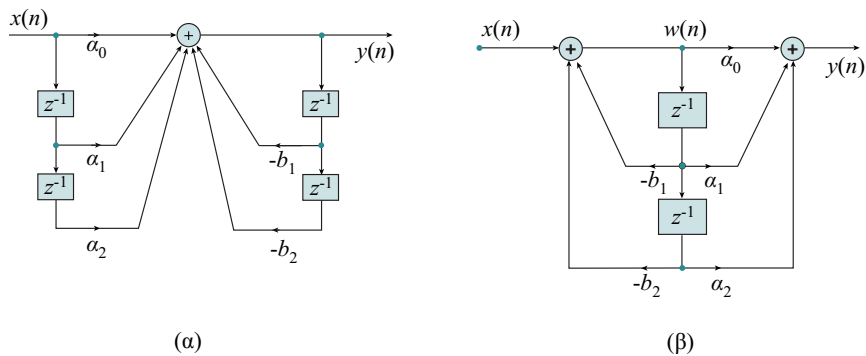 x(n)
α₀
+
y(n)
z⁻¹
z⁻¹
α₁
-b₁
z⁻¹
z⁻¹
α₂
-b₂
(α)
x(n)
+
w(n)
α₀
+
y(n)
z⁻¹
-b₁
α₁
z⁻¹
-b₂
α₂
(β)